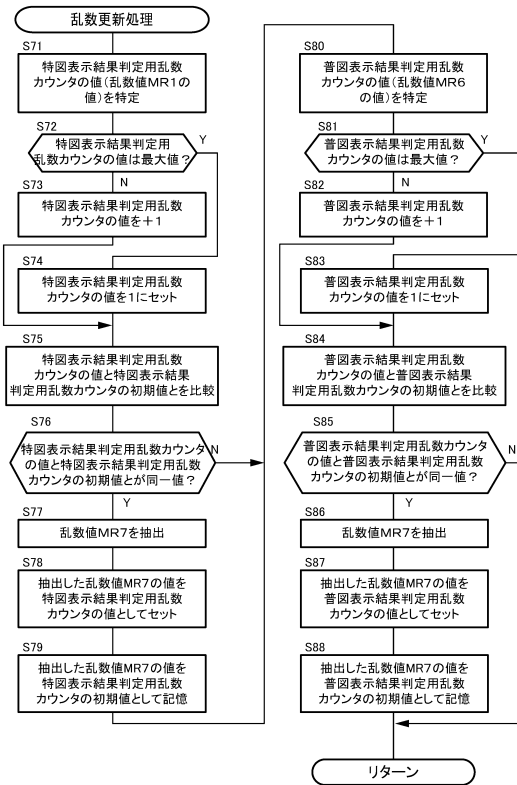 乱数更新処理
S71
特図表示結果判定用乱数
カウンタの値(乱数値MR1の
値)を特定
S72
特図表示結果判定用
乱数カウンタの値は最大値?
Y
N
S73
特図表示結果判定用乱数
カウンタの値を+1
S74
特図表示結果判定用乱数
カウンタの値を1にセット
S75
特図表示結果判定用乱数
カウンタの値と特図表示結果
判定用乱数カウンタの初期値とを比較
S76
特図表示結果判定用乱数カウンタ
の値と特図表示結果判定用乱数
カウンタの初期値とが同一値?
N
Y
S77
乱数値MR7を抽出
S78
抽出した乱数値MR7の値を
特図表示結果判定用乱数
カウンタの値としてセット
S79
抽出した乱数値MR7の値を
特図表示結果判定用乱数
カウンタの初期値として記憶
S80
普図表示結果判定用乱数
カウンタの値(乱数値MR6
の値)を特定
S81
普図表示結果判定用乱数
カウンタの値は最大値?
Y
N
S82
普図表示結果判定用乱数
カウンタの値を+1
S83
普図表示結果判定用乱数
カウンタの値を1にセット
S84
普図表示結果判定用乱数
カウンタの値と普図表示結果
判定用乱数カウンタの初期値とを比較
S85
普図表示結果判定用乱数カウンタ
の値と普図表示結果判定用乱数
カウンタの初期値とが同一値?
N
Y
S86
乱数値MR7を抽出
S87
抽出した乱数値MR7の値を
普図表示結果判定用乱数
カウンタの値としてセット
S88
抽出した乱数値MR7の値を
普図表示結果判定用乱数
カウンタの初期値として記憶
リターン